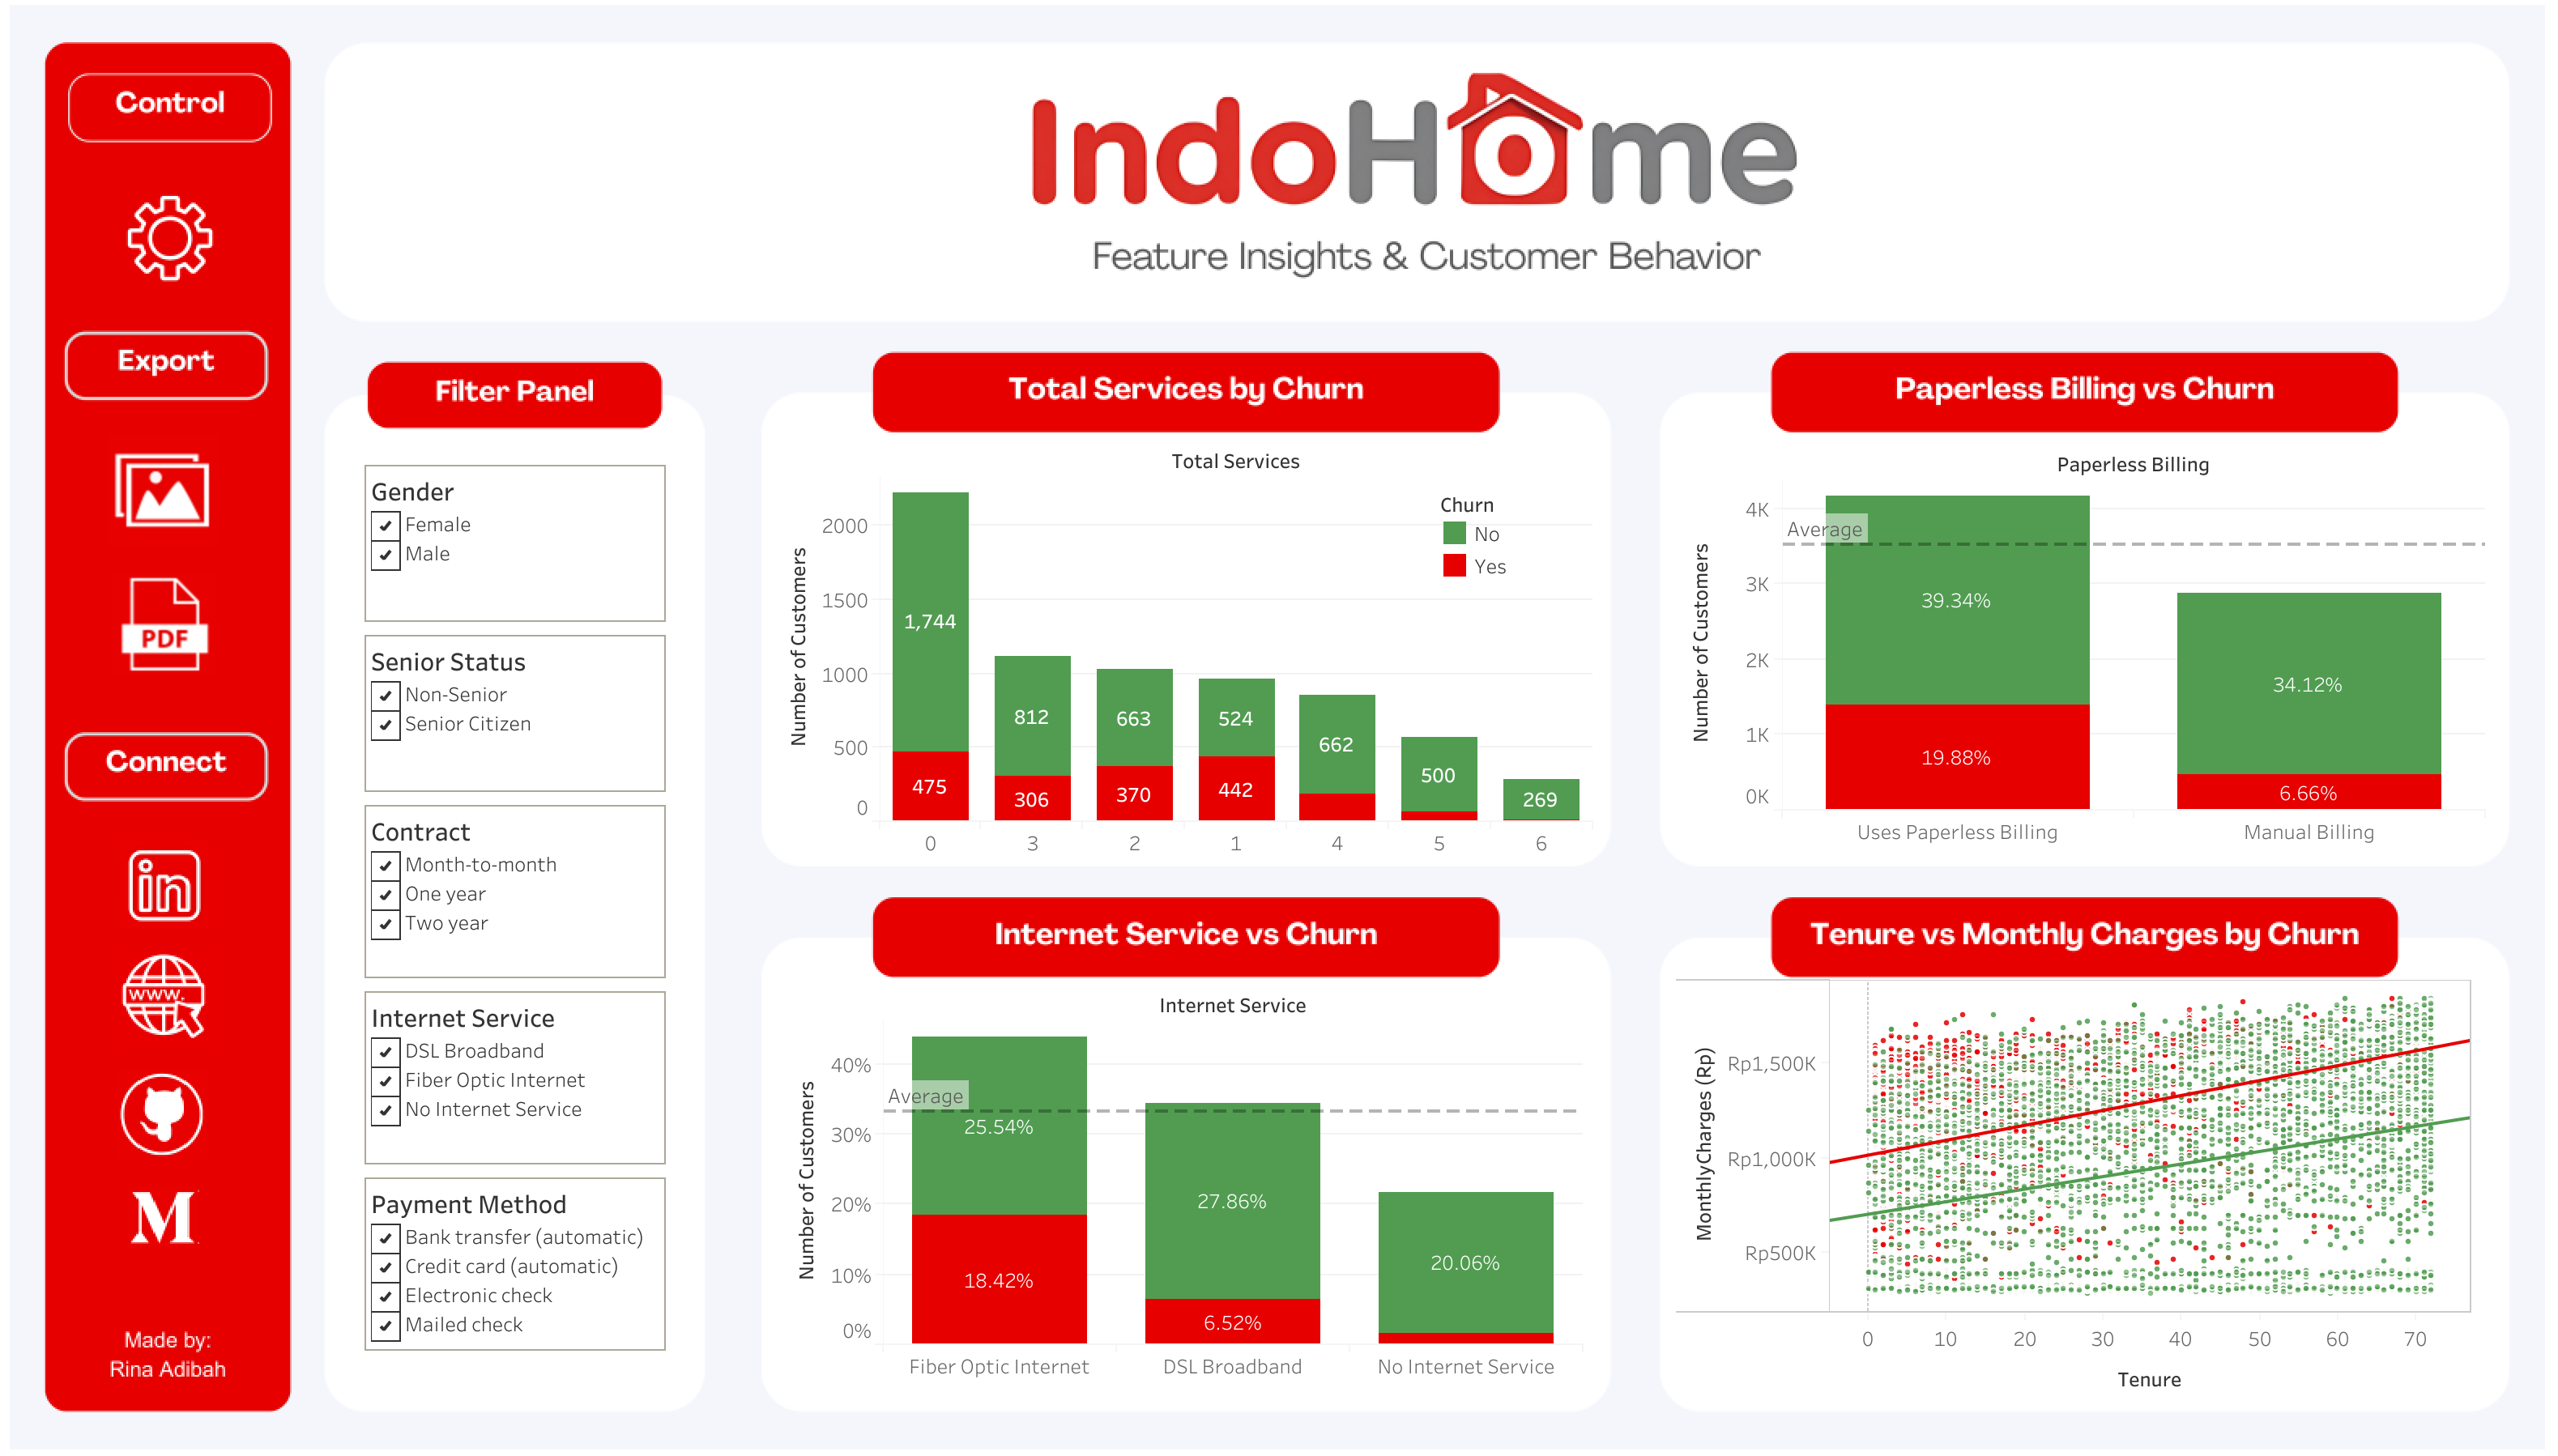 Control
Export
PDF
Connect
in
www.
M
Made by:
Rina Adibah
IndoHome
Feature Insights & Customer Behavior
Filter Panel
Gender
Female
Male
Senior Status
Non-Senior
Senior Citizen
Contract
Month-to-month
One year
Two year
Internet Service
DSL Broadband
Fiber Optic Internet
No Internet Service
Payment Method
Bank transfer (automatic)
Credit card (automatic)
Electronic check
Mailed check
Total Services by Churn
Total Services
Number of Customers
2000
1500
1000
500
0
Churn
No
Yes
1,744
475
812
306
663
370
524
442
662
500
269
0 3 2 1 4 5 6
Paperless Billing vs Churn
Paperless Billing
Number of Customers
4K
3K
2K
1K
0K
Average
39.34%
19.88%
34.12%
6.66%
Uses Paperless Billing Manual Billing
Internet Service vs Churn
Internet Service
Number of Customers
40%
30%
20%
10%
0%
Average
25.54%
18.42%
27.86%
6.52%
20.06%
Fiber Optic Internet DSL Broadband No Internet Service
Tenure vs Monthly Charges by Churn
MonthlyCharges (Rp)
Rp1,500K
Rp1,000K
Rp500K
0 10 20 30 40 50 60 70
Tenure